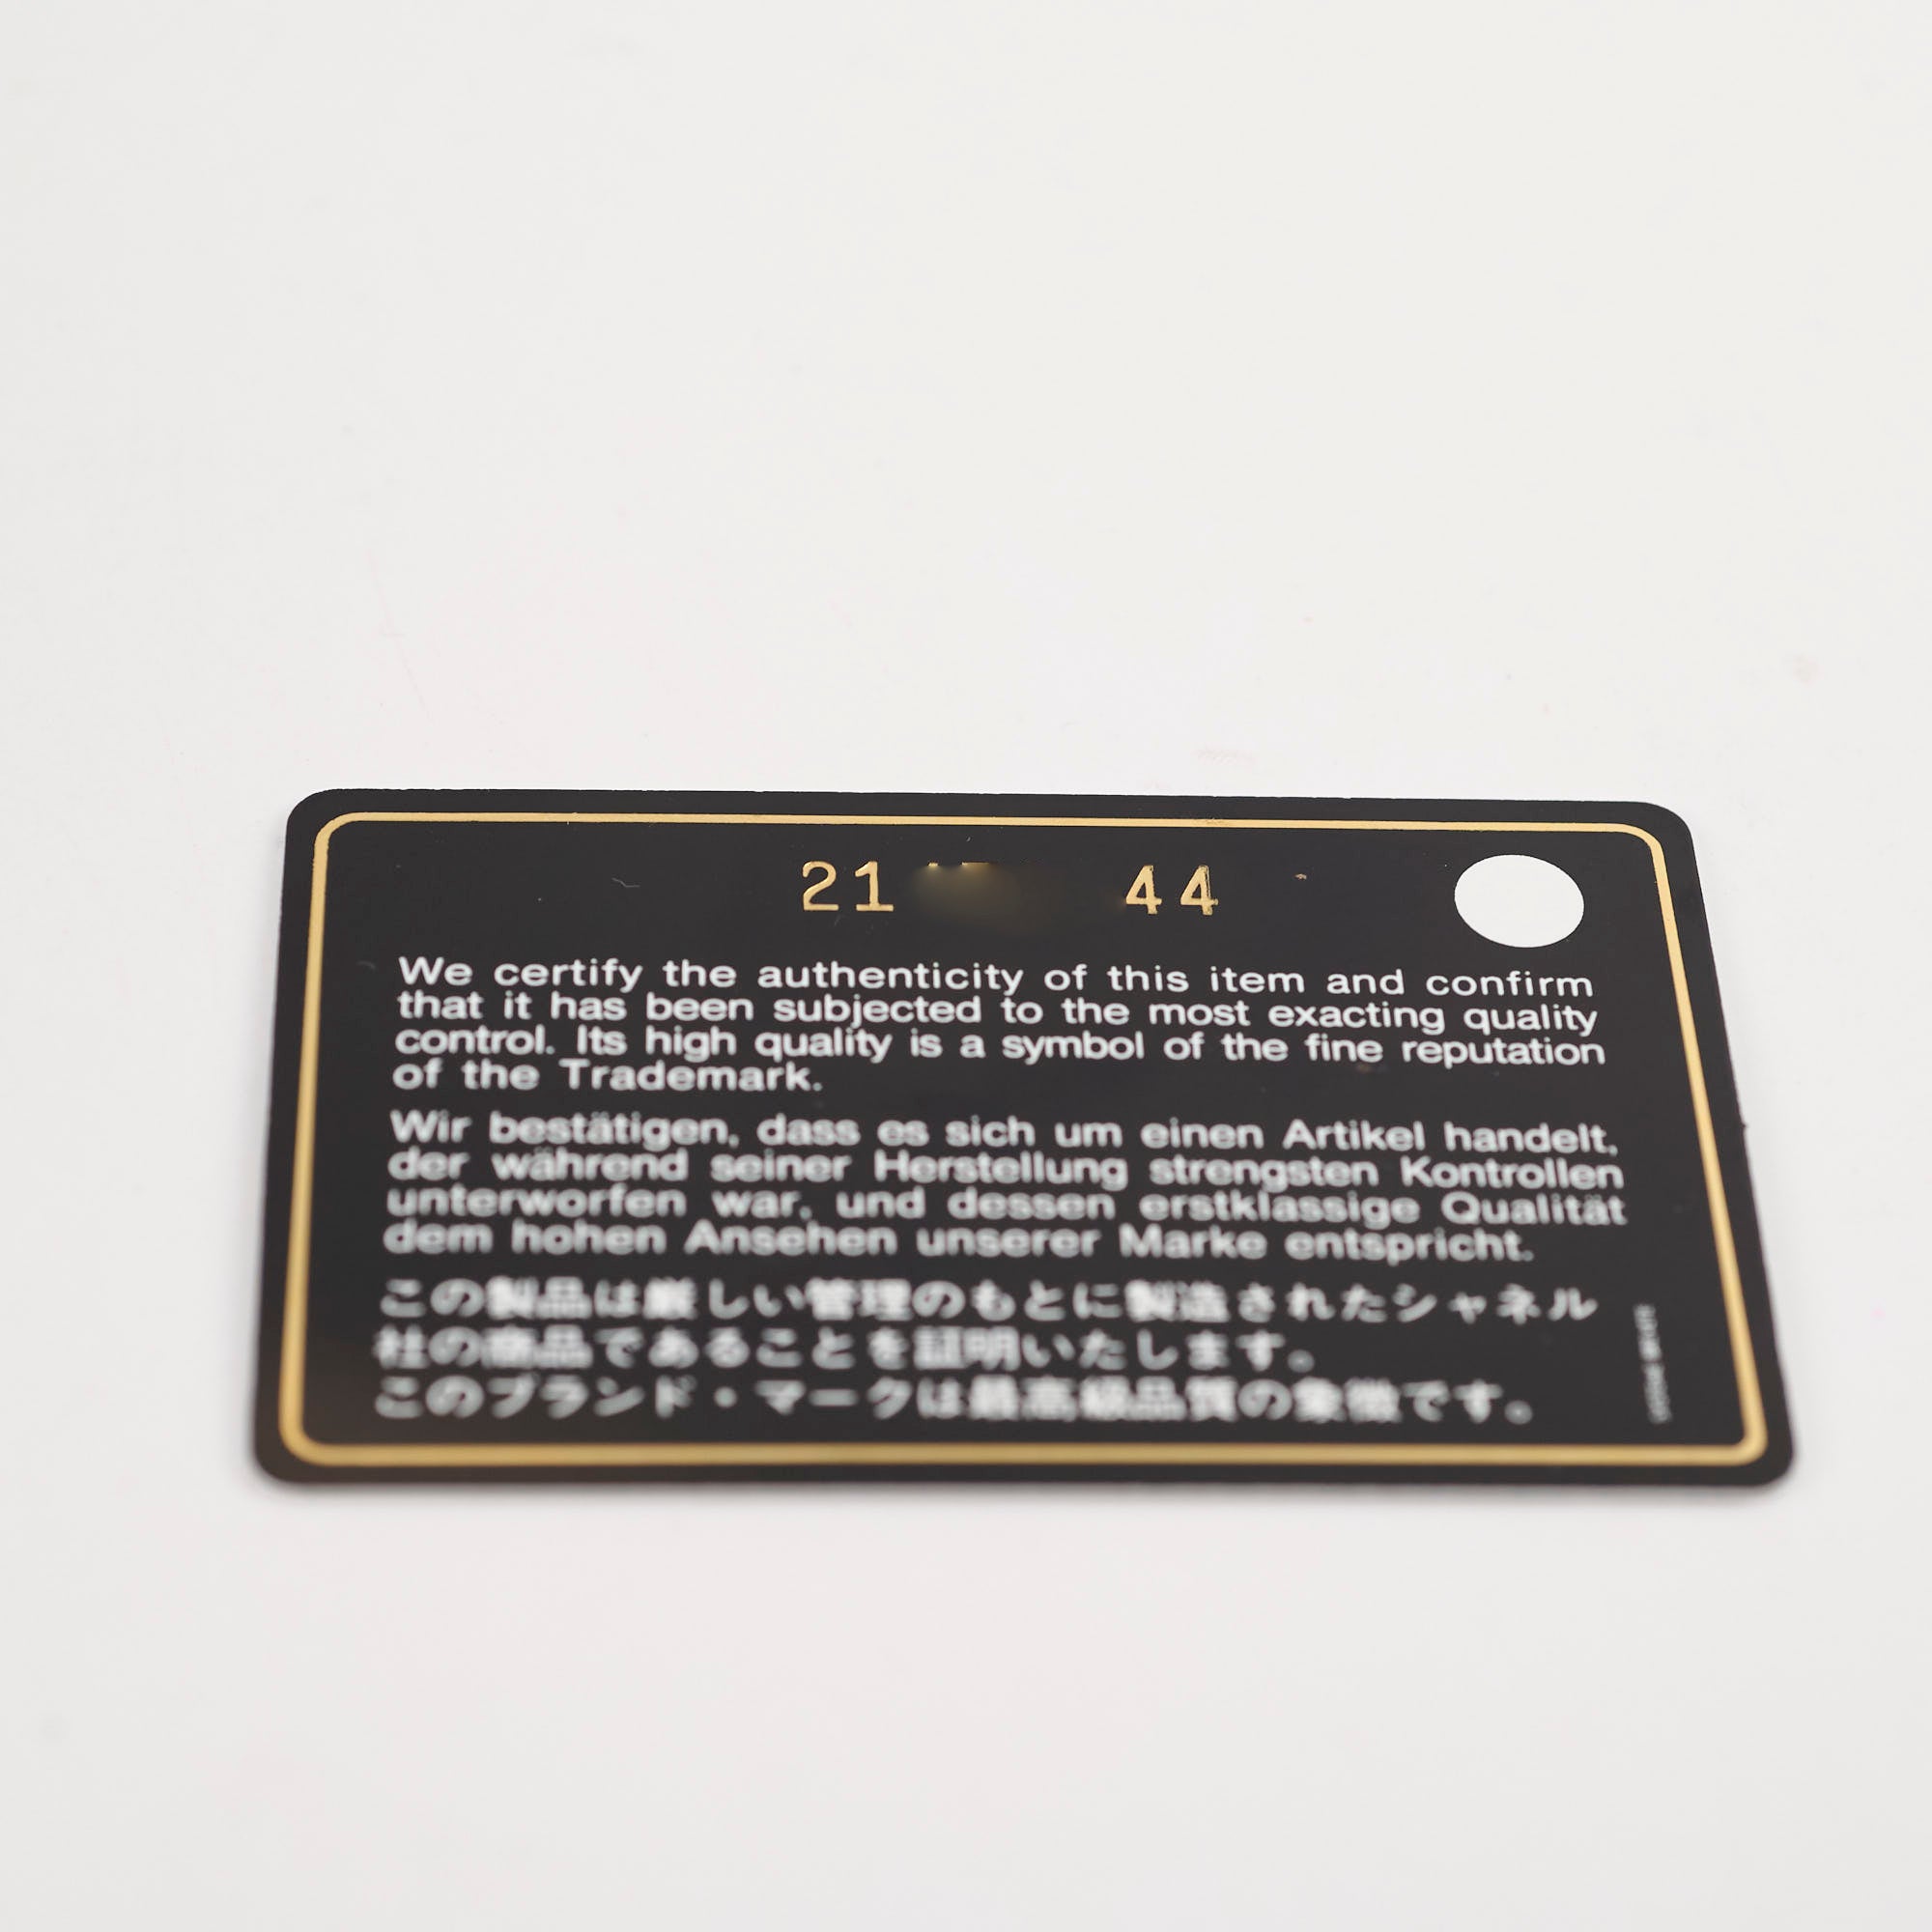 21 44
We certify the authenticity of this item and confirm
that it has been subjected to the most exacting quality
control. Its high quality is a symbol of the fine reputation
of the Trademark.
Wir bestätigen, dass es sich um einen Artikel handelt,
der während seiner Herstellung strengsten Kontrollen
unterworfen war, und dessen erstklassige Qualität
dem hohen Ansehen unserer Marke entspricht.
この製品は厳しい管理のもとに製造されたシャネル
社の商品であることを証明いたします。
このブランド・マークは最高級品質の象徴です。